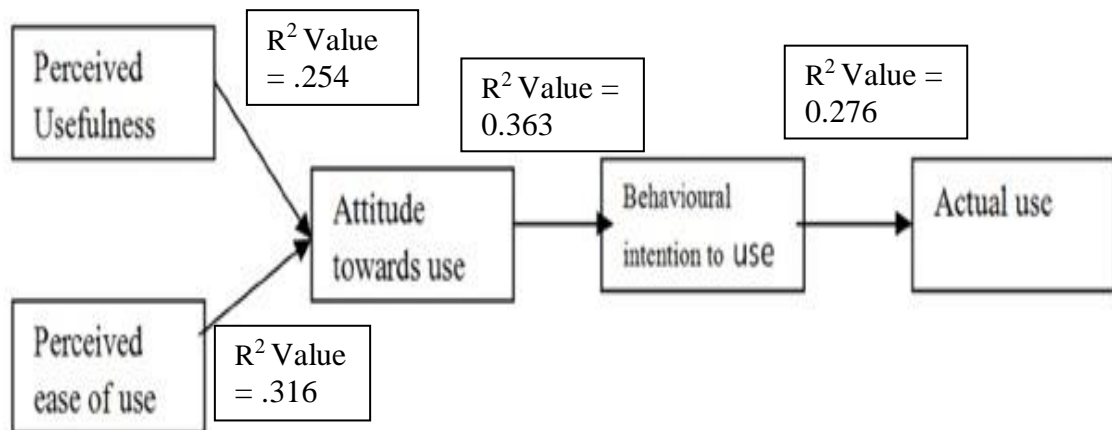 Perceived
Usefulness
R² Value
= .254
R² Value =
0.363
R² Value =
0.276
Attitude
towards use
Behavioural
intention to use
Actual use
Perceived
ease of use
R² Value
= .316